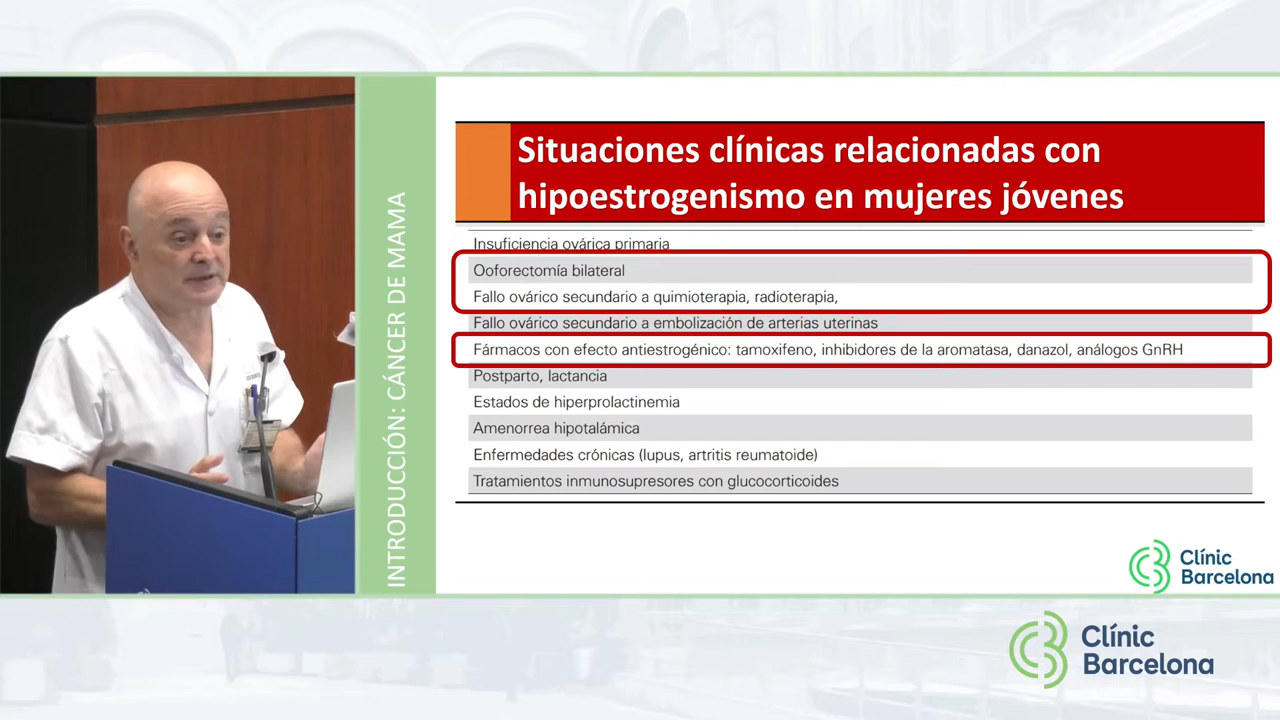 INTRODUCCIÓN: CÁNCER DE MAMA
Situaciones clínicas relacionadas con
hipoestrogenismo en mujeres jóvenes
Insuficiencia ovárica primaria
Ooforectomía bilateral
Fallo ovárico secundario a quimioterapia, radioterapia,
Fallo ovárico secundario a embolización de arterias uterinas
Fármacos con efecto antiestrogénico: tamoxifeno, inhibidores de la aromatasa, danazol, análogos GnRH
Postparto, lactancia
Estados de hiperprolactinemia
Amenorrea hipotalámica
Enfermedades crónicas (lupus, artritis reumatoide)
Tratamientos inmunosupresores con glucocorticoides
Clínic
Barcelona
Clínic
Barcelona